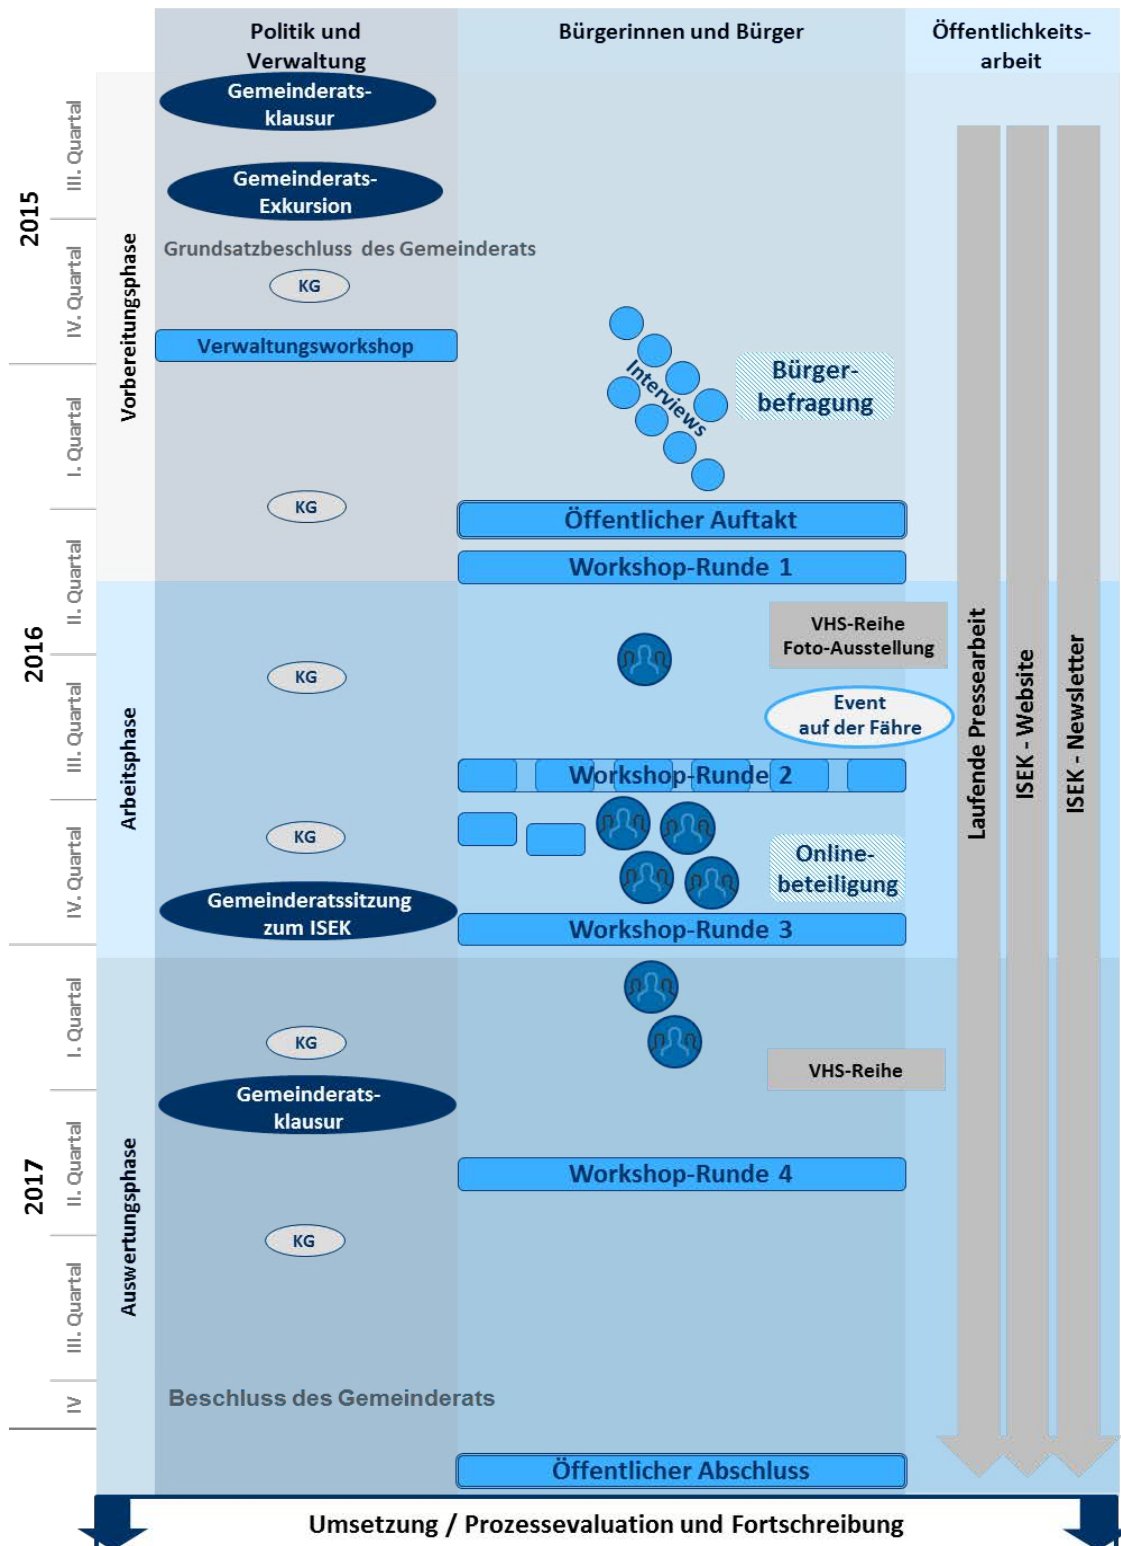 Politik und
Verwaltung
Bürgerinnen und Bürger
Öffentlichkeits-
arbeit
2015
III. Quartal
IV. Quartal
2016
I. Quartal
II. Quartal
III. Quartal
IV. Quartal
2017
I. Quartal
II. Quartal
III. Quartal
IV
Vorbereitungsphase
Arbeitsphase
Auswertungsphase
Gemeinderats-
klausur
Gemeinderats-
Exkursion
Grundsatzbeschluss des Gemeinderats
KG
Verwaltungsworkshop
Interviews
Bürger-
befragung
KG
Öffentlicher Auftakt
Workshop-Runde 1
VHS-Reihe
Foto-Ausstellung
KG
Event
auf der Fähre
Workshop-Runde 2
KG
Online-
beteiligung
Gemeinderatssitzung
zum ISEK
Workshop-Runde 3
KG
VHS-Reihe
Gemeinderats-
klausur
Workshop-Runde 4
KG
Beschluss des Gemeinderats
Öffentlicher Abschluss
Laufende Pressearbeit
ISEK - Website
ISEK - Newsletter
Umsetzung / Prozessevaluation und Fortschreibung